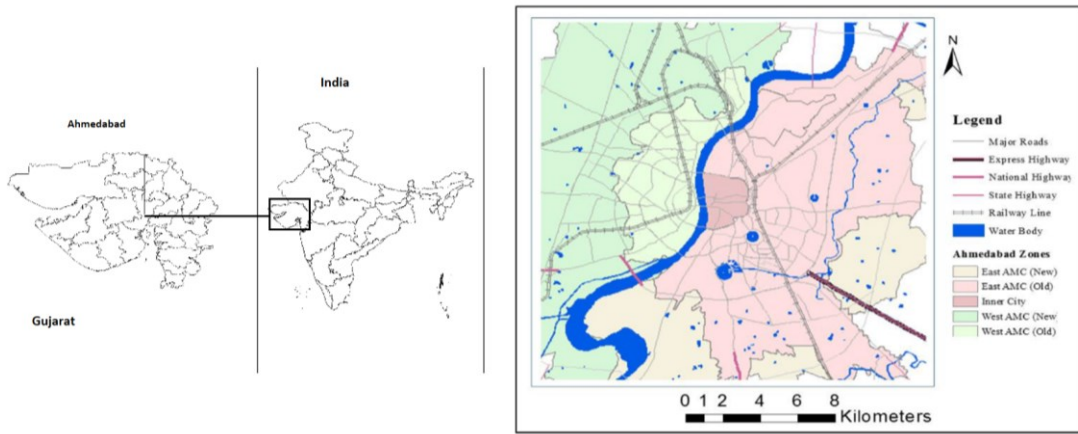 India
Ahmedabad
Gujarat
N
Legend
Major Roads
Express Highway
National Highway
State Highway
Railway Line
Water Body
Ahmedabad Zones
East AMC (New)
East AMC (Old)
Inner City
West AMC (New
West AMC (Old)
0 1 2 4 6 8
Kilometers